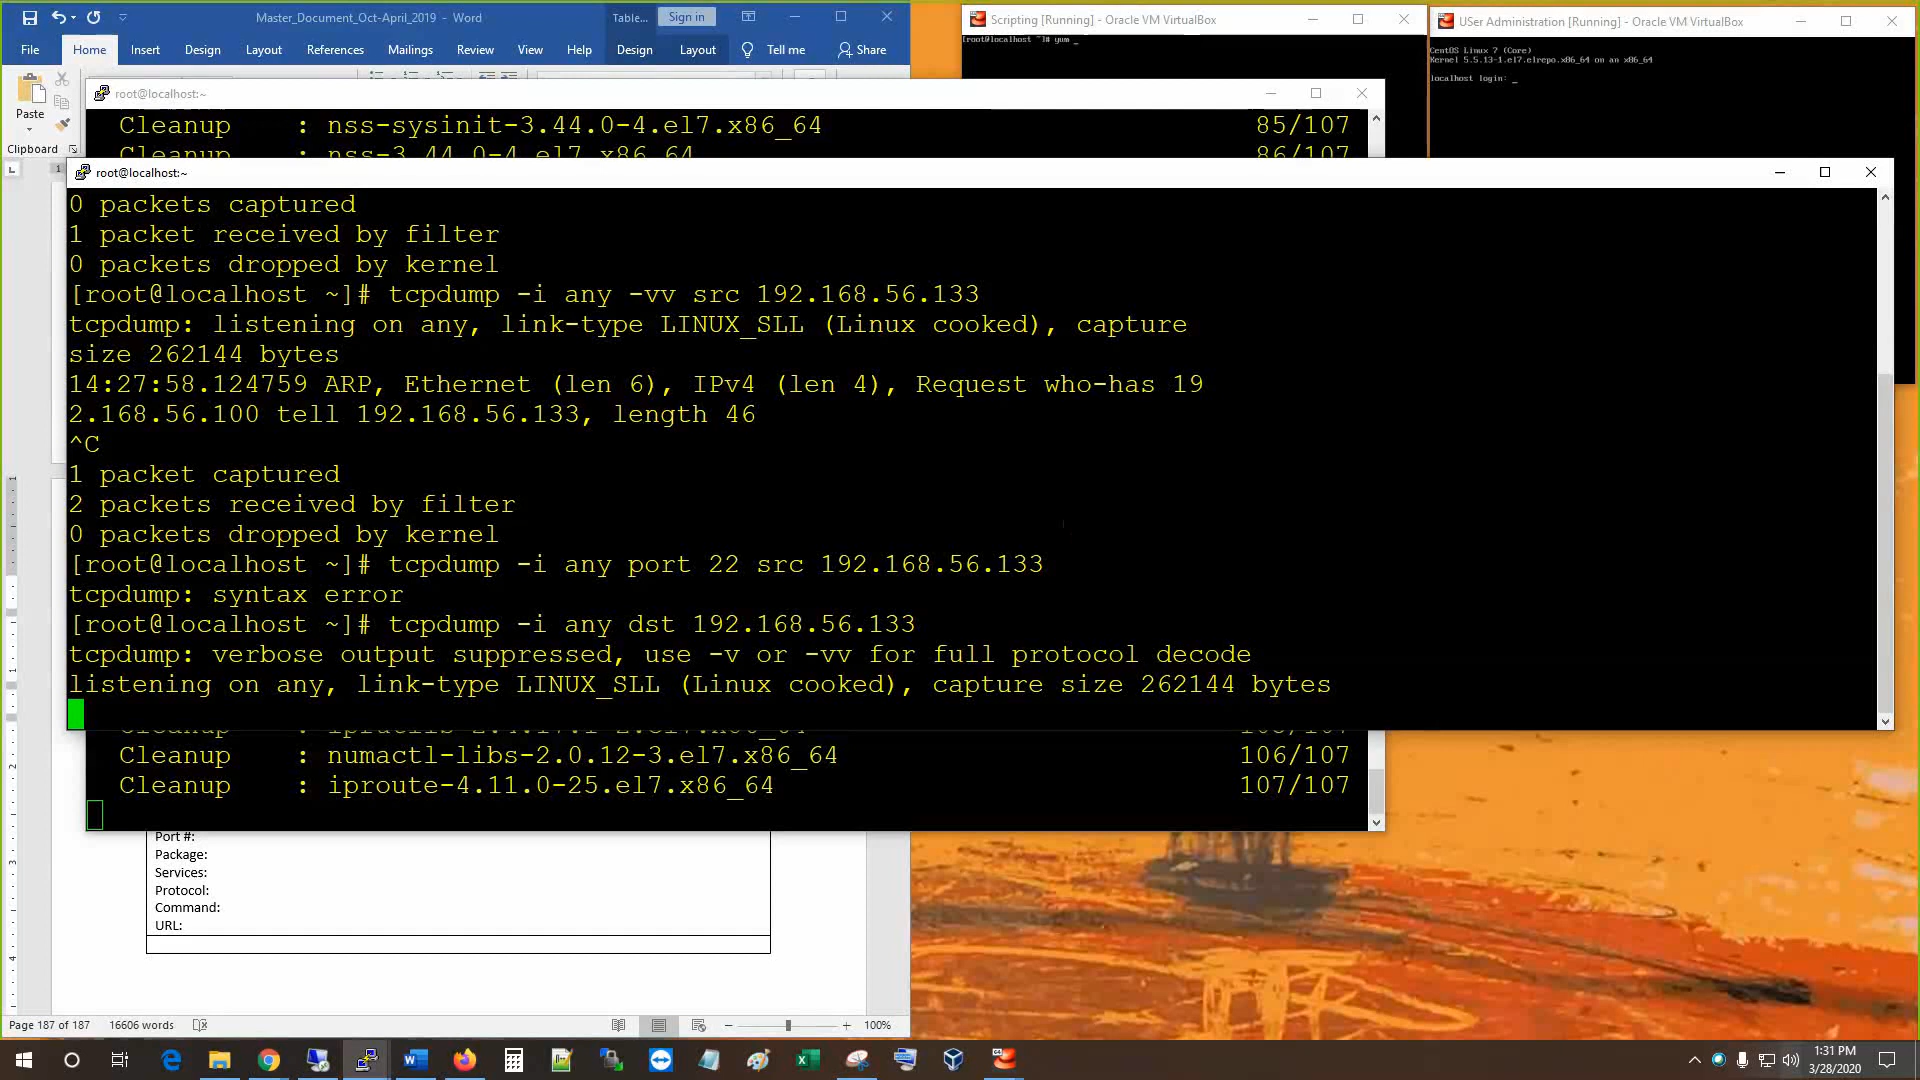 Master_Document_Oct-April_2019 - Word
Table...
Sign in
File
Home
Insert
Design
Layout
References
Mailings
Review
View
Help
Design
Layout
Tell me
Share
Paste
Clipboard
Scripting [Running] - Oracle VM VirtualBox
[root@localhost ~]# yum _
USer Administration [Running] - Oracle VM VirtualBox
CentOS Linux 7 (Core)
Kernel 5.5.13-1.el7.elrepo.x86_64 on an x86_64
localhost login: _
root@localhost:~
Cleanup : nss-sysinit-3.44.0-4.el7.x86_64 85/107
Cleanup : nss-3.44.0-4.el7.x86_64 86/107
root@localhost:~
0 packets captured
1 packet received by filter
0 packets dropped by kernel
[root@localhost ~]# tcpdump -i any -vv src 192.168.56.133
tcpdump: listening on any, link-type LINUX_SLL (Linux cooked), capture
size 262144 bytes
14:27:58.124759 ARP, Ethernet (len 6), IPv4 (len 4), Request who-has 19
2.168.56.100 tell 192.168.56.133, length 46
^C
1 packet captured
2 packets received by filter
0 packets dropped by kernel
[root@localhost ~]# tcpdump -i any port 22 src 192.168.56.133
tcpdump: syntax error
[root@localhost ~]# tcpdump -i any dst 192.168.56.133
tcpdump: verbose output suppressed, use -v or -vv for full protocol decode
listening on any, link-type LINUX_SLL (Linux cooked), capture size 262144 bytes
Cleanup : numactl-libs-2.0.12-3.el7.x86_64 106/107
Cleanup : iproute-4.11.0-25.el7.x86_64 107/107
Port #:
Package:
Services:
Protocol:
Command:
URL:
Page 187 of 187
16606 words
100%
1:31 PM
3/28/2020